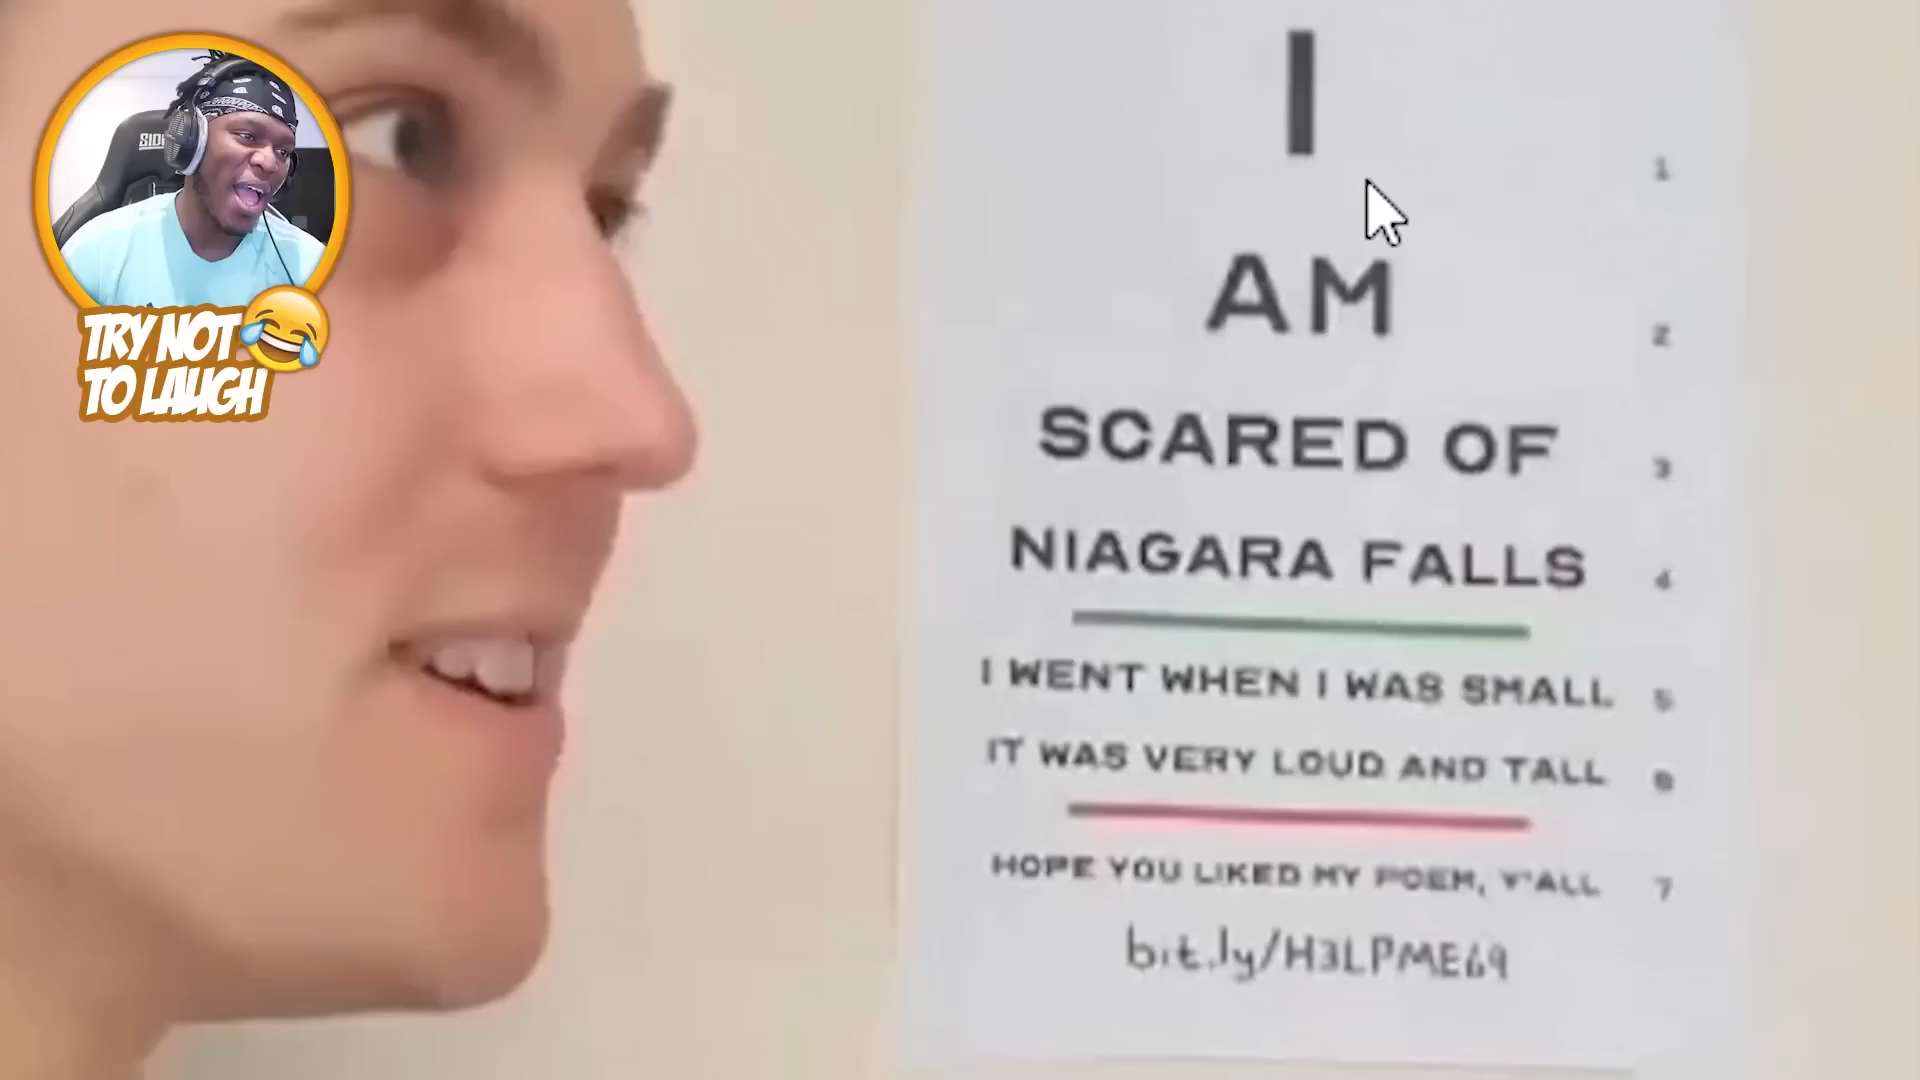 SID
TRY NOT
TO LAUGH
I
1
AM
2
SCARED OF
3
NIAGARA FALLS
4
I WENT WHEN I WAS SMALL
5
IT WAS VERY LOUD AND TALL
6
HOPE YOU LIKED MY POEM, Y'ALL
7
bit.ly/H3LPME69